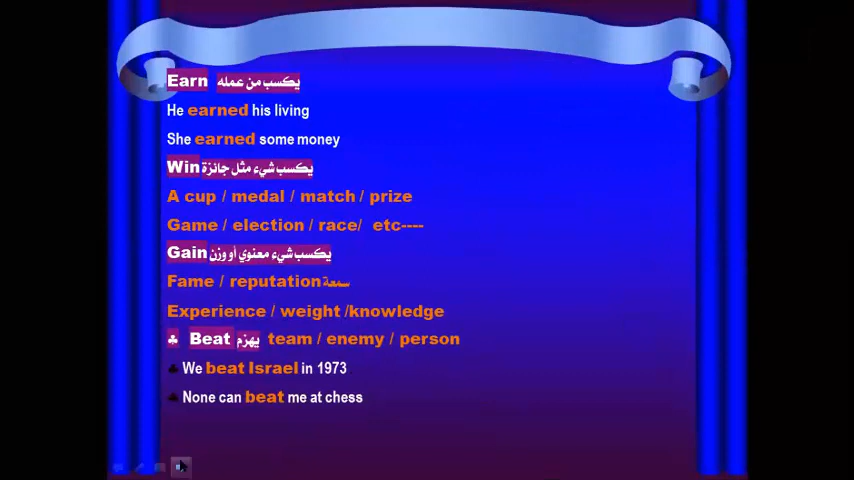 Earn يكسب من عمله
He earned his living
She earned some money
Win يكسب شيء مثل جائزة
A cup / medal / match / prize
Game / election / race/ etc----
Gain يكسب شيء معنوي أو وزن
Fame / reputation سمعة
Experience / weight /knowledge
♣ Beat يهزم team / enemy / person
♣ We beat Israel in 1973
♣ None can beat me at chess